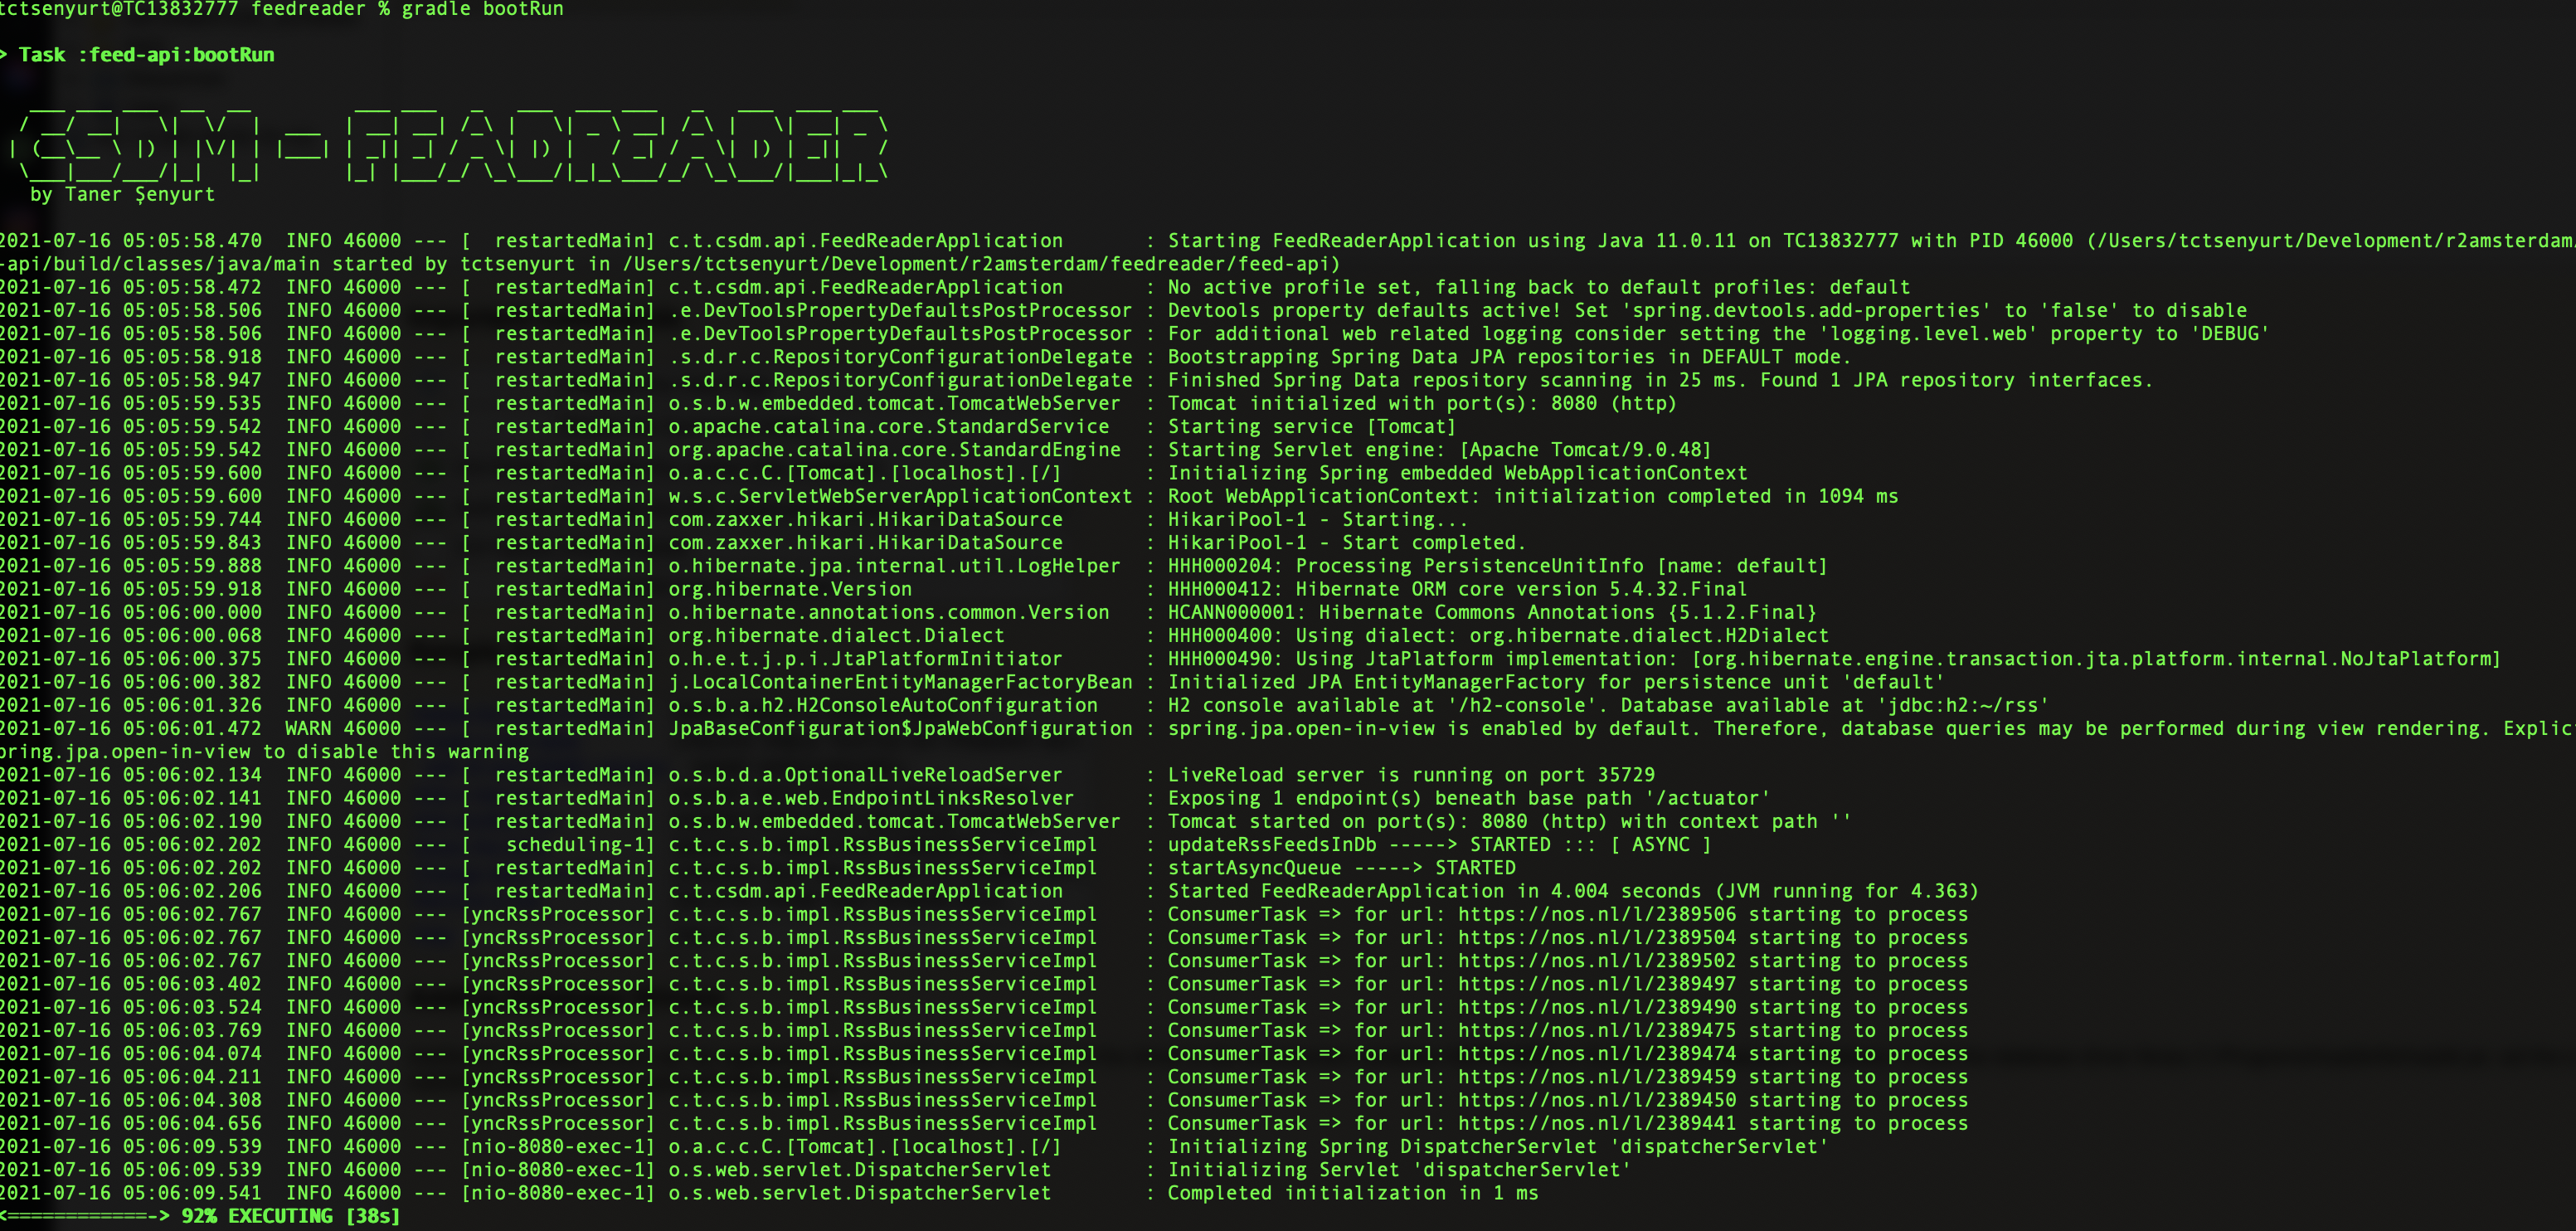 tctsenyurt@TC13832777 feedreader % gradle bootRun
> Task :feed-api:bootRun
CSDM - FEADREADER
by Taner Şenyurt
2021-07-16 05:05:58.470  INFO 46000 --- [  restartedMain] c.t.csdm.api.FeedReaderApplication       : Starting FeedReaderApplication using Java 11.0.11 on TC13832777 with PID 46000 (/Users/tctsenyurt/Development/r2amsterdam/
-api/build/classes/java/main started by tctsenyurt in /Users/tctsenyurt/Development/r2amsterdam/feedreader/feed-api)
2021-07-16 05:05:58.472  INFO 46000 --- [  restartedMain] c.t.csdm.api.FeedReaderApplication       : No active profile set, falling back to default profiles: default
2021-07-16 05:05:58.506  INFO 46000 --- [  restartedMain] .e.DevToolsPropertyDefaultsPostProcessor : Devtools property defaults active! Set 'spring.devtools.add-properties' to 'false' to disable
2021-07-16 05:05:58.506  INFO 46000 --- [  restartedMain] .e.DevToolsPropertyDefaultsPostProcessor : For additional web related logging consider setting the 'logging.level.web' property to 'DEBUG'
2021-07-16 05:05:58.918  INFO 46000 --- [  restartedMain] .s.d.r.c.RepositoryConfigurationDelegate : Bootstrapping Spring Data JPA repositories in DEFAULT mode.
2021-07-16 05:05:58.947  INFO 46000 --- [  restartedMain] .s.d.r.c.RepositoryConfigurationDelegate : Finished Spring Data repository scanning in 25 ms. Found 1 JPA repository interfaces.
2021-07-16 05:05:59.535  INFO 46000 --- [  restartedMain] o.s.b.w.embedded.tomcat.TomcatWebServer  : Tomcat initialized with port(s): 8080 (http)
2021-07-16 05:05:59.542  INFO 46000 --- [  restartedMain] o.apache.catalina.core.StandardService   : Starting service [Tomcat]
2021-07-16 05:05:59.542  INFO 46000 --- [  restartedMain] org.apache.catalina.core.StandardEngine  : Starting Servlet engine: [Apache Tomcat/9.0.48]
2021-07-16 05:05:59.600  INFO 46000 --- [  restartedMain] o.a.c.c.C.[Tomcat].[localhost].[/]       : Initializing Spring embedded WebApplicationContext
2021-07-16 05:05:59.600  INFO 46000 --- [  restartedMain] w.s.c.ServletWebServerApplicationContext : Root WebApplicationContext: initialization completed in 1094 ms
2021-07-16 05:05:59.744  INFO 46000 --- [  restartedMain] com.zaxxer.hikari.HikariDataSource       : HikariPool-1 - Starting...
2021-07-16 05:05:59.843  INFO 46000 --- [  restartedMain] com.zaxxer.hikari.HikariDataSource       : HikariPool-1 - Start completed.
2021-07-16 05:05:59.888  INFO 46000 --- [  restartedMain] o.hibernate.jpa.internal.util.LogHelper  : HHH000204: Processing PersistenceUnitInfo [name: default]
2021-07-16 05:05:59.918  INFO 46000 --- [  restartedMain] org.hibernate.Version                    : HHH000412: Hibernate ORM core version 5.4.32.Final
2021-07-16 05:06:00.000  INFO 46000 --- [  restartedMain] o.hibernate.annotations.common.Version   : HCANN000001: Hibernate Commons Annotations {5.1.2.Final}
2021-07-16 05:06:00.068  INFO 46000 --- [  restartedMain] org.hibernate.dialect.Dialect            : HHH000400: Using dialect: org.hibernate.dialect.H2Dialect
2021-07-16 05:06:00.375  INFO 46000 --- [  restartedMain] o.h.e.t.j.p.i.JtaPlatformInitiator       : HHH000490: Using JtaPlatform implementation: [org.hibernate.engine.transaction.jta.platform.internal.NoJtaPlatform]
2021-07-16 05:06:00.382  INFO 46000 --- [  restartedMain] j.LocalContainerEntityManagerFactoryBean : Initialized JPA EntityManagerFactory for persistence unit 'default'
2021-07-16 05:06:01.326  INFO 46000 --- [  restartedMain] o.s.b.a.h2.H2ConsoleAutoConfiguration    : H2 console available at '/h2-console'. Database available at 'jdbc:h2:~/rss'
2021-07-16 05:06:01.472  WARN 46000 --- [  restartedMain] JpaBaseConfiguration$JpaWebConfiguration : spring.jpa.open-in-view is enabled by default. Therefore, database queries may be performed during view rendering. Explic
pring.jpa.open-in-view to disable this warning
2021-07-16 05:06:02.134  INFO 46000 --- [  restartedMain] o.s.b.d.a.OptionalLiveReloadServer       : LiveReload server is running on port 35729
2021-07-16 05:06:02.141  INFO 46000 --- [  restartedMain] o.s.b.a.e.web.EndpointLinksResolver      : Exposing 1 endpoint(s) beneath base path '/actuator'
2021-07-16 05:06:02.190  INFO 46000 --- [  restartedMain] o.s.b.w.embedded.tomcat.TomcatWebServer  : Tomcat started on port(s): 8080 (http) with context path ''
2021-07-16 05:06:02.202  INFO 46000 --- [   scheduling-1] c.t.c.s.b.impl.RssBusinessServiceImpl    : updateRssFeedsInDb -----> STARTED ::: [ ASYNC ]
2021-07-16 05:06:02.202  INFO 46000 --- [  restartedMain] c.t.c.s.b.impl.RssBusinessServiceImpl    : startAsyncQueue -----> STARTED
2021-07-16 05:06:02.206  INFO 46000 --- [  restartedMain] c.t.csdm.api.FeedReaderApplication       : Started FeedReaderApplication in 4.004 seconds (JVM running for 4.363)
2021-07-16 05:06:02.767  INFO 46000 --- [yncRssProcessor] c.t.c.s.b.impl.RssBusinessServiceImpl    : ConsumerTask => for url: https://nos.nl/l/2389506 starting to process
2021-07-16 05:06:02.767  INFO 46000 --- [yncRssProcessor] c.t.c.s.b.impl.RssBusinessServiceImpl    : ConsumerTask => for url: https://nos.nl/l/2389504 starting to process
2021-07-16 05:06:02.767  INFO 46000 --- [yncRssProcessor] c.t.c.s.b.impl.RssBusinessServiceImpl    : ConsumerTask => for url: https://nos.nl/l/2389502 starting to process
2021-07-16 05:06:03.402  INFO 46000 --- [yncRssProcessor] c.t.c.s.b.impl.RssBusinessServiceImpl    : ConsumerTask => for url: https://nos.nl/l/2389497 starting to process
2021-07-16 05:06:03.524  INFO 46000 --- [yncRssProcessor] c.t.c.s.b.impl.RssBusinessServiceImpl    : ConsumerTask => for url: https://nos.nl/l/2389490 starting to process
2021-07-16 05:06:03.769  INFO 46000 --- [yncRssProcessor] c.t.c.s.b.impl.RssBusinessServiceImpl    : ConsumerTask => for url: https://nos.nl/l/2389475 starting to process
2021-07-16 05:06:04.074  INFO 46000 --- [yncRssProcessor] c.t.c.s.b.impl.RssBusinessServiceImpl    : ConsumerTask => for url: https://nos.nl/l/2389474 starting to process
2021-07-16 05:06:04.211  INFO 46000 --- [yncRssProcessor] c.t.c.s.b.impl.RssBusinessServiceImpl    : ConsumerTask => for url: https://nos.nl/l/2389459 starting to process
2021-07-16 05:06:04.308  INFO 46000 --- [yncRssProcessor] c.t.c.s.b.impl.RssBusinessServiceImpl    : ConsumerTask => for url: https://nos.nl/l/2389450 starting to process
2021-07-16 05:06:04.656  INFO 46000 --- [yncRssProcessor] c.t.c.s.b.impl.RssBusinessServiceImpl    : ConsumerTask => for url: https://nos.nl/l/2389441 starting to process
2021-07-16 05:06:09.539  INFO 46000 --- [nio-8080-exec-1] o.a.c.c.C.[Tomcat].[localhost].[/]       : Initializing Spring DispatcherServlet 'dispatcherServlet'
2021-07-16 05:06:09.539  INFO 46000 --- [nio-8080-exec-1] o.s.web.servlet.DispatcherServlet        : Initializing Servlet 'dispatcherServlet'
2021-07-16 05:06:09.541  INFO 46000 --- [nio-8080-exec-1] o.s.web.servlet.DispatcherServlet        : Completed initialization in 1 ms
<============-> 92% EXECUTING [38s]